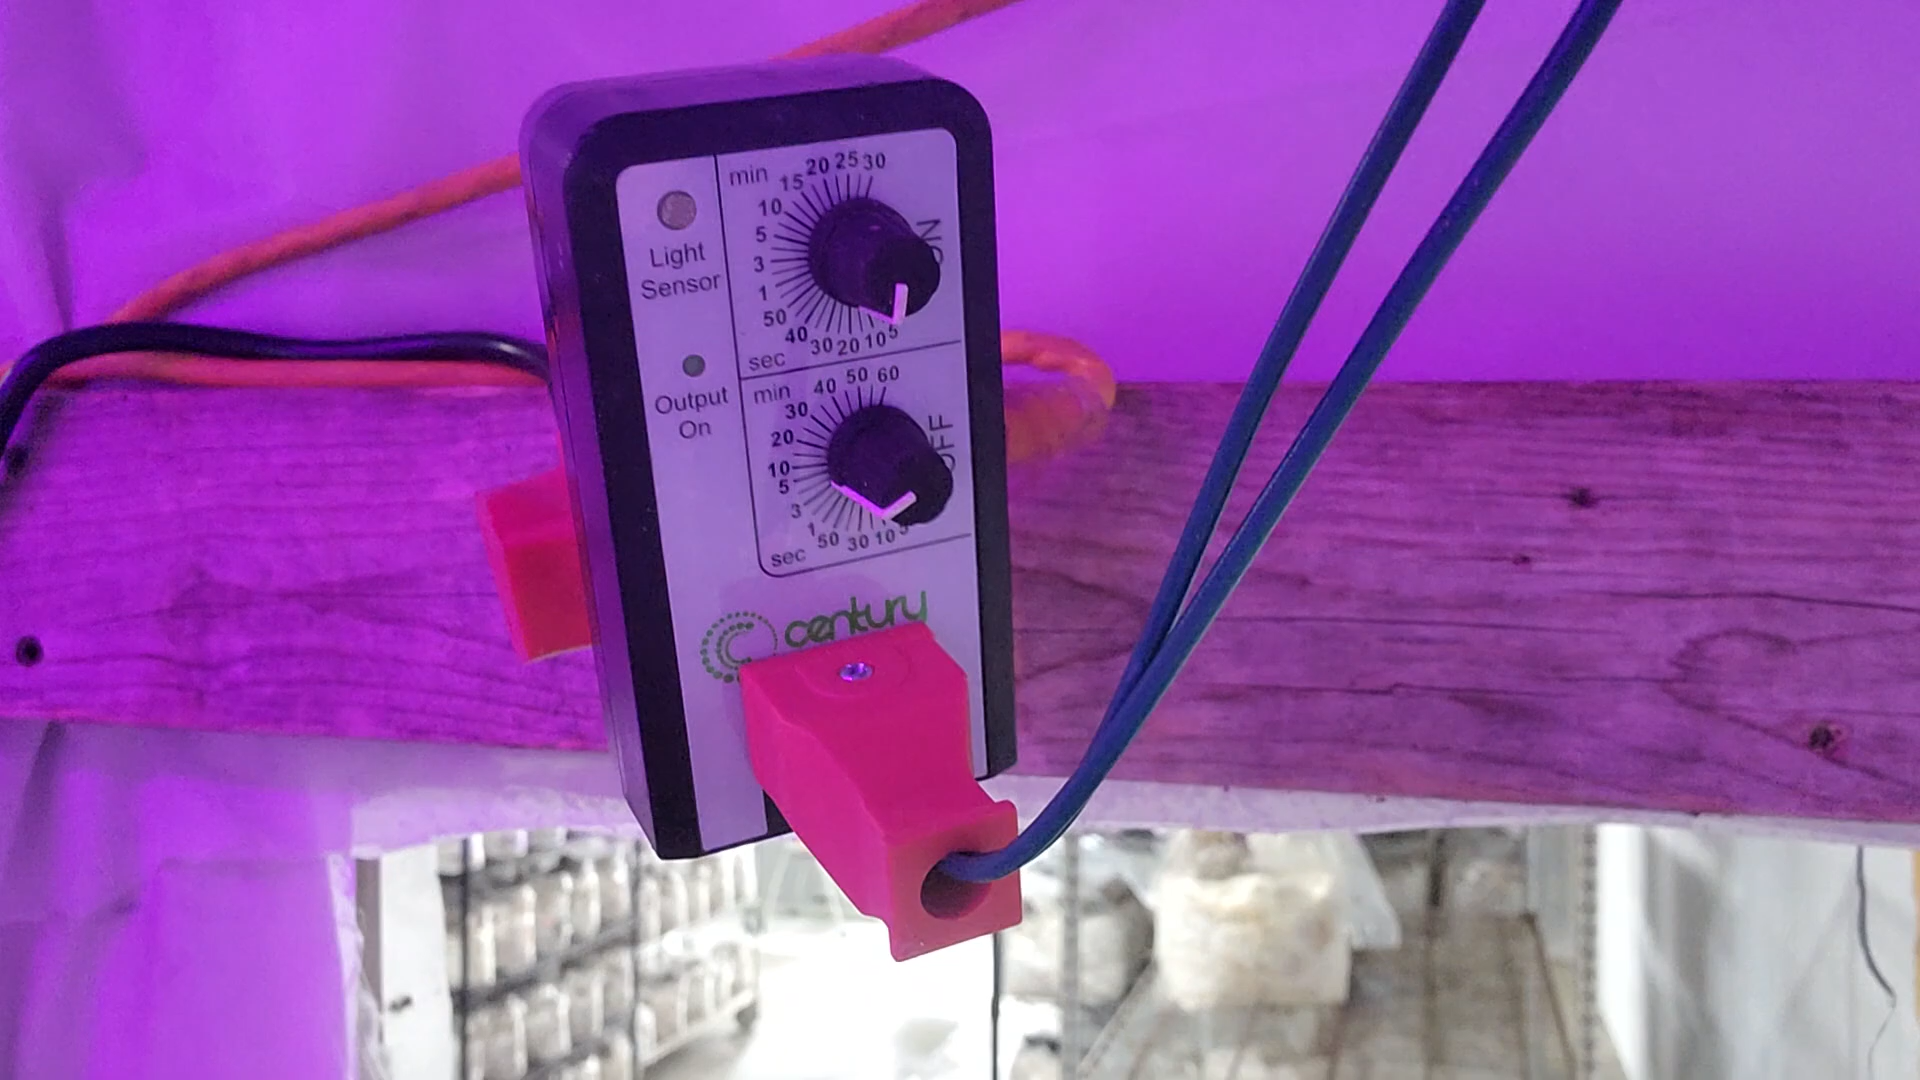 Light
Sensor
Output
On
min
15 20 25 30
10
5
3
1
50
40 30 20 10 5
sec
ON
min
40 50 60
30
20
10
5
3
1
50 30 10 5
sec
OFF
century